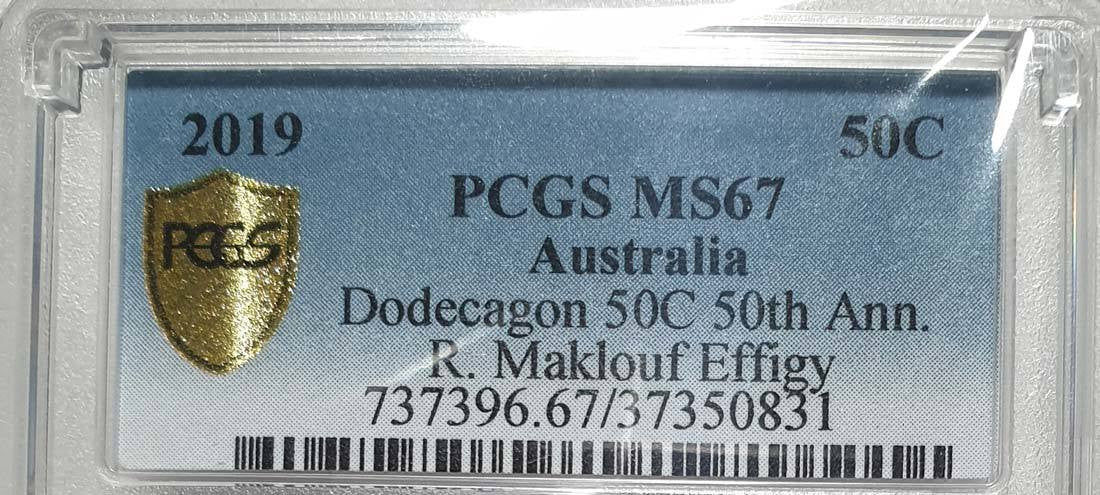 2019 50C
PCGS MS67
PCGS
Australia
Dodecagon 50C 50th Ann.
R. Maklouf Effigy
737396.67/37350831